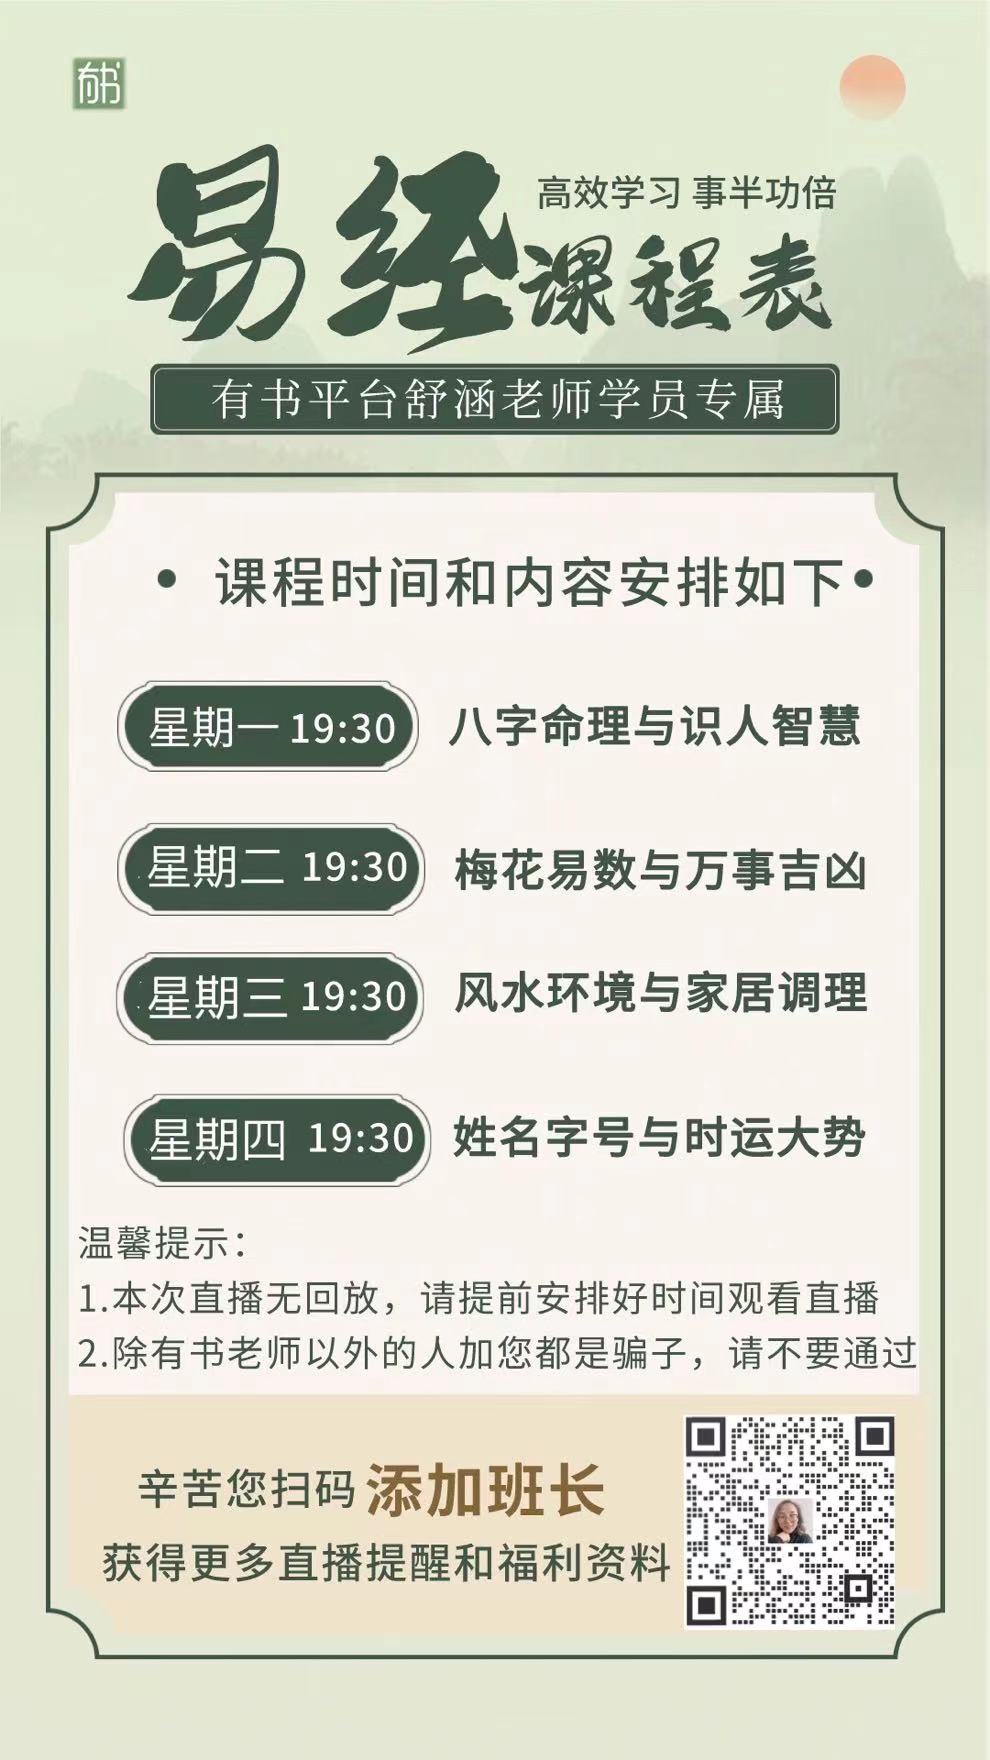 有书
高效学习 事半功倍
易经课程表
有书平台舒涵老师学员专属
• 课程时间和内容安排如下•
星期一 19:30 八字命理与识人智慧
星期二 19:30 梅花易数与万事吉凶
星期三 19:30 风水环境与家居调理
星期四 19:30 姓名字号与时运大势
温馨提示：
1.本次直播无回放，请提前安排好时间观看直播
2.除有书老师以外的人加您都是骗子，请不要通过
辛苦您扫码 添加班长
获得更多直播提醒和福利资料